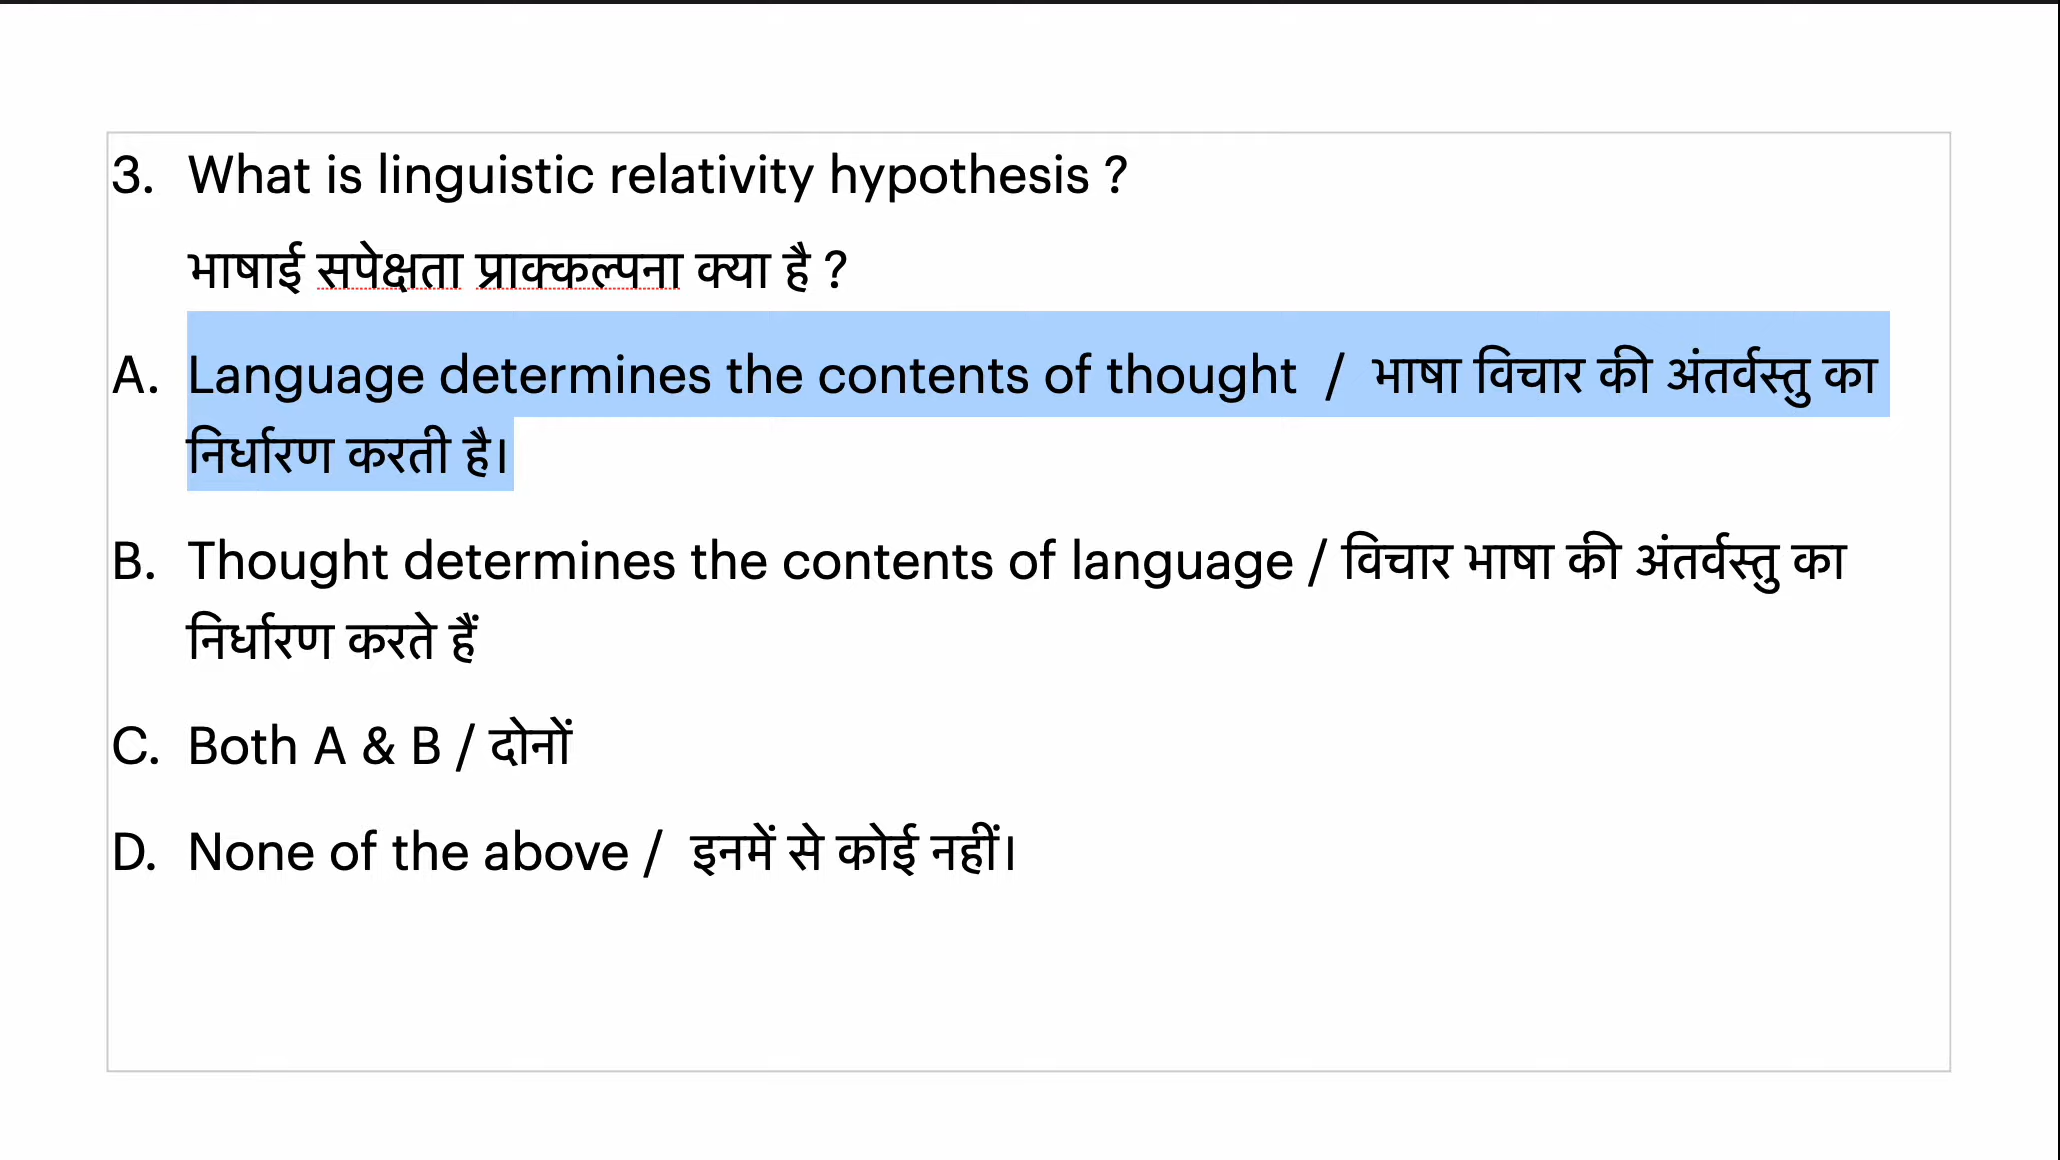 3. What is linguistic relativity hypothesis ?
भाषाई सपेक्षता प्राक्कल्पना क्या है ?
A. Language determines the contents of thought / भाषा विचार की अंतर्वस्तु का
निर्धारण करती है।
B. Thought determines the contents of language / विचार भाषा की अंतर्वस्तु का
निर्धारण करते हैं
C. Both A & B / दोनों
D. None of the above / इनमें से कोई नहीं।